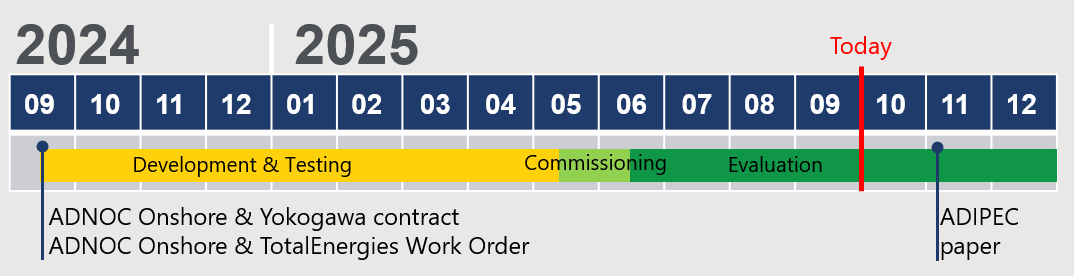 2024 2025
Today
09 10 11 12 01 02 03 04 05 06 07 08 09 10 11 12
Development & Testing Commissioning Evaluation
ADNOC Onshore & Yokogawa contract
ADNOC Onshore & TotalEnergies Work Order
ADIPEC
paper